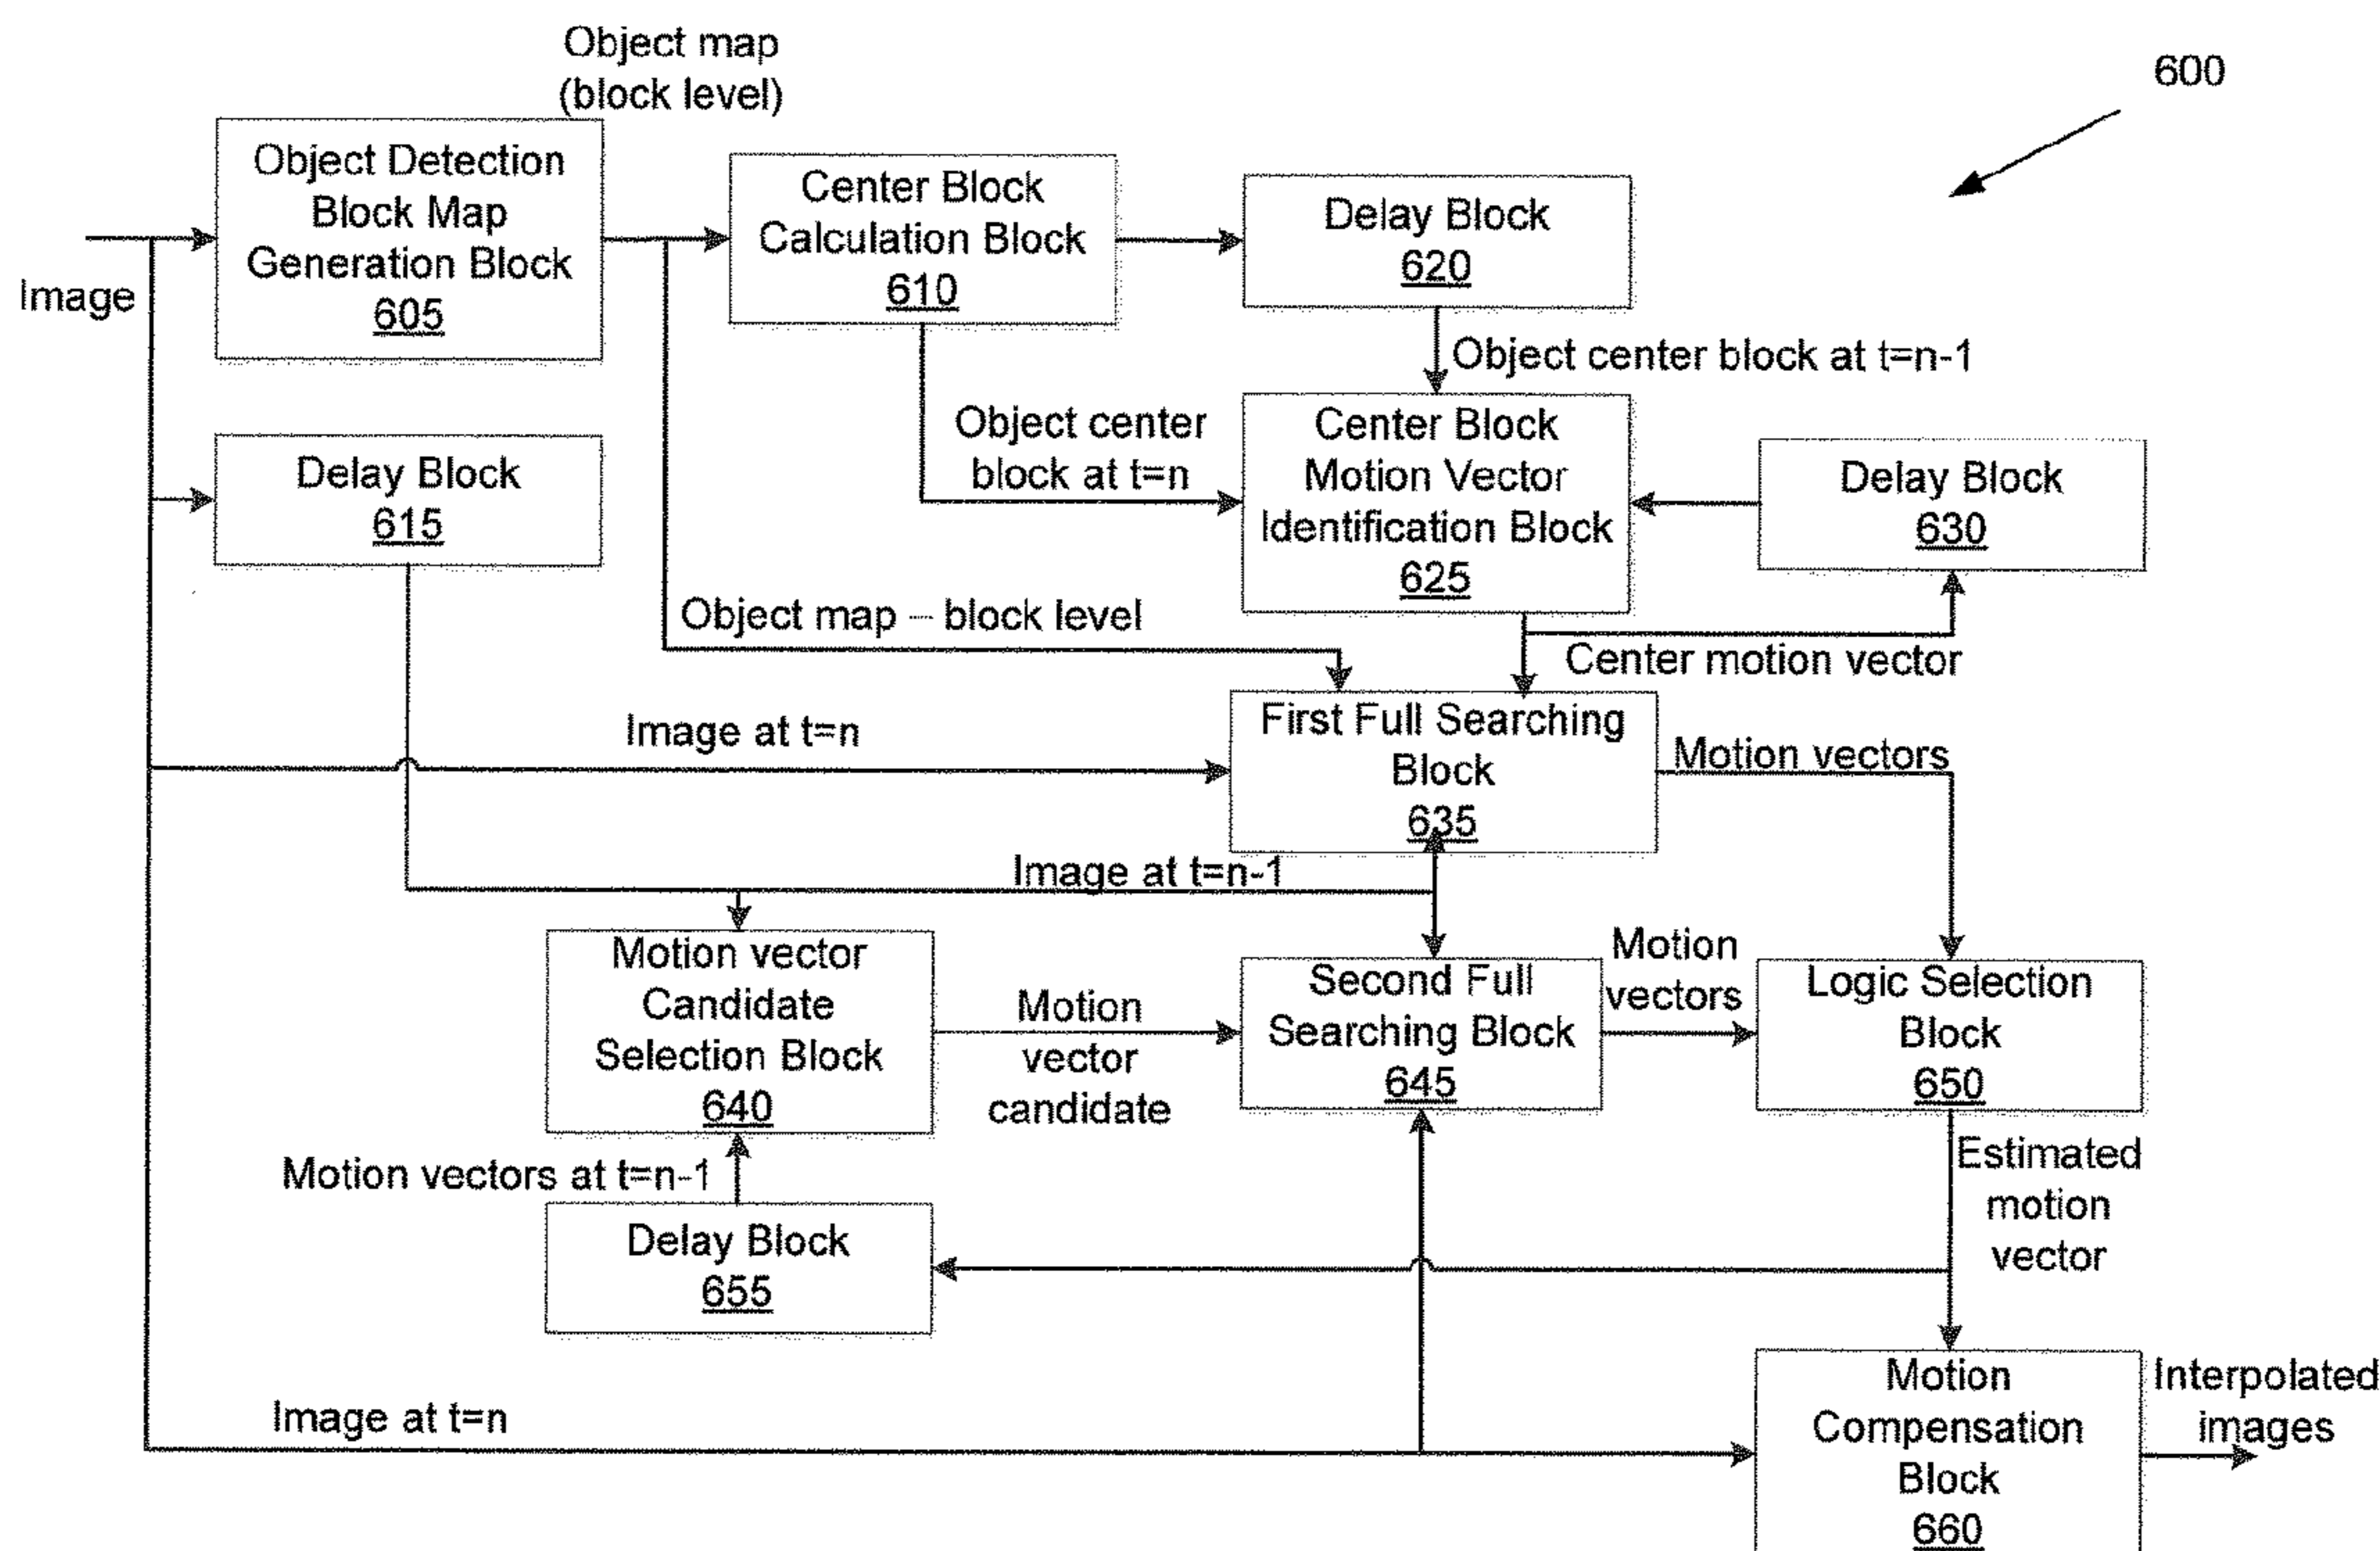 Object map
(block level)
600
Object Detection
Block Map
Generation Block
605
Center Block
Calculation Block
610
Delay Block
620
Image
Object center block at t=n-1
Delay Block
615
Object center
block at t=n
Center Block
Motion Vector
Identification Block
625
Delay Block
630
Object map – block level
Center motion vector
Image at t=n
First Full Searching
Block
635
Motion vectors
Image at t=n-1
Motion vector
Candidate
Selection Block
640
Motion
vector
candidate
Second Full
Searching Block
645
Motion
vectors
Logic Selection
Block
650
Motion vectors at t=n-1
Estimated
motion
vector
Delay Block
655
Image at t=n
Motion
Compensation
Block
660
Interpolated
images